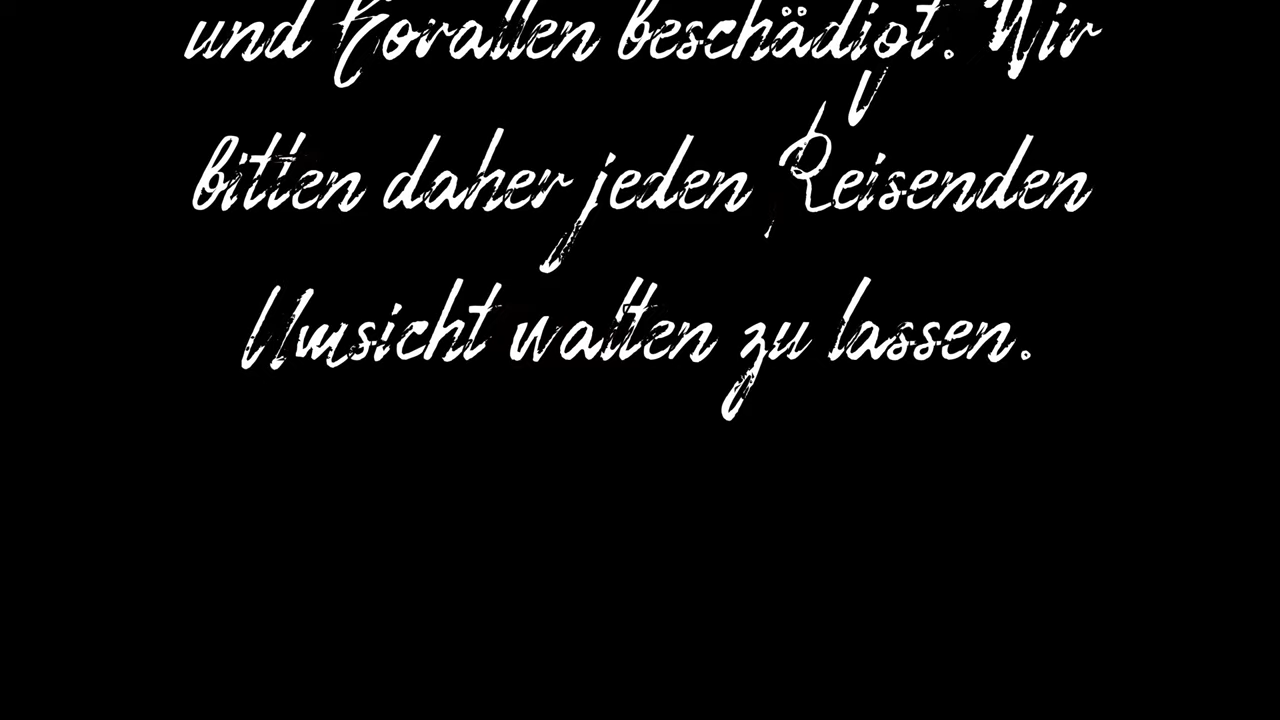 und Korallen beschädigt. Wir
bitten daher jeden Reisenden
Umsicht walten zu lassen.